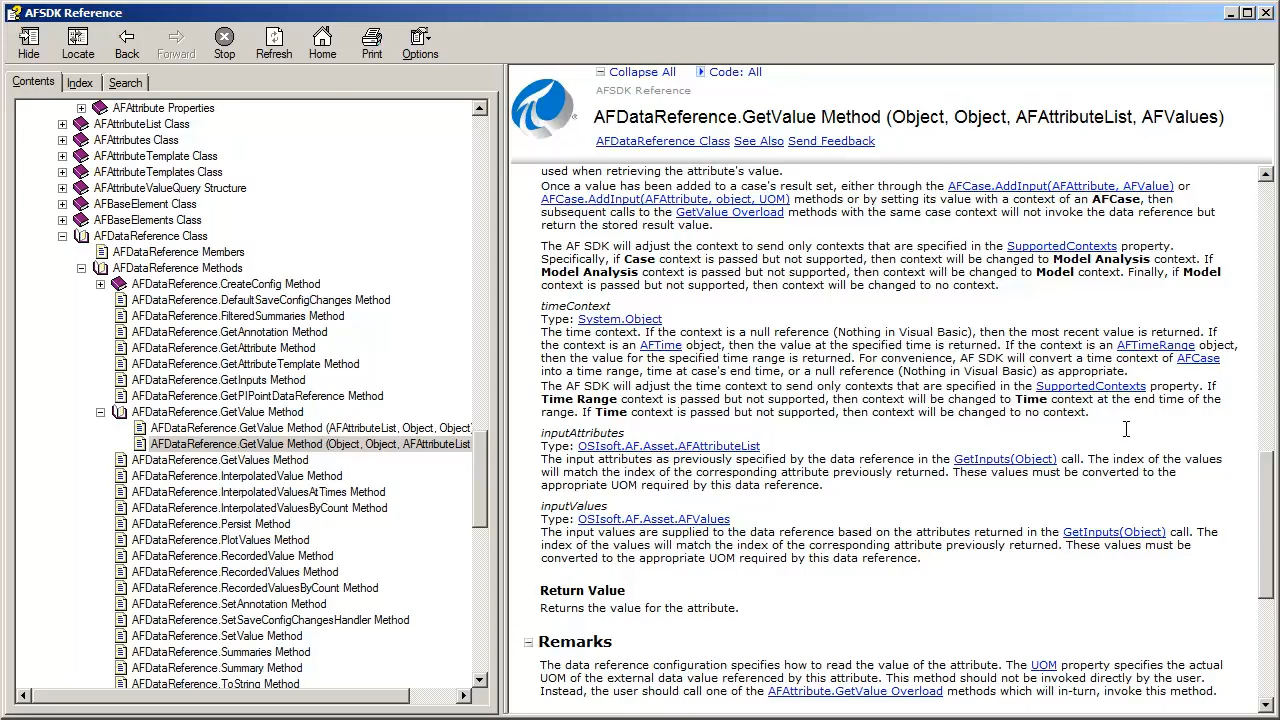 AFSDK Reference
Hide Locate Back Forward Stop Refresh Home Print Options
Contents Index Search
AFAttribute Properties
AFAttributeList Class
AFAttributes Class
AFAttributeTemplate Class
AFAttributeTemplates Class
AFAttributeValueQuery Structure
AFBaseElement Class
AFBaseElements Class
AFDataReference Class
AFDataReference Members
AFDataReference Methods
AFDataReference.CreateConfig Method
AFDataReference.DefaultSaveConfigChanges Method
AFDataReference.FilteredSummaries Method
AFDataReference.GetAnnotation Method
AFDataReference.GetAttribute Method
AFDataReference.GetAttributeTemplate Method
AFDataReference.GetInputs Method
AFDataReference.GetPIPointDataReference Method
AFDataReference.GetValue Method
AFDataReference.GetValue Method (AFAttributeList, Object, Object
AFDataReference.GetValue Method (Object, Object, AFAttributeList
AFDataReference.GetValues Method
AFDataReference.InterpolatedValue Method
AFDataReference.InterpolatedValuesAtTimes Method
AFDataReference.InterpolatedValuesByCount Method
AFDataReference.Persist Method
AFDataReference.PlotValues Method
AFDataReference.RecordedValue Method
AFDataReference.RecordedValues Method
AFDataReference.RecordedValuesByCount Method
AFDataReference.SetAnnotation Method
AFDataReference.SetSaveConfigChangesHandler Method
AFDataReference.SetValue Method
AFDataReference.Summaries Method
AFDataReference.Summary Method
AFDataReference.ToString Method
Collapse All Code: All
AFSDK Reference
AFDataReference.GetValue Method (Object, Object, AFAttributeList, AFValues)
AFDataReference Class See Also Send Feedback
used when retrieving the attribute's value.
Once a value has been added to a case's result set, either through the AFCase.AddInput(AFAttribute, AFValue) or
AFCase.AddInput(AFAttribute, object, UOM) methods or by setting its value with a context of an AFCase, then
subsequent calls to the GetValue Overload methods with the same case context will not invoke the data reference but
return the stored result value.
The AF SDK will adjust the context to send only contexts that are specified in the SupportedContexts property.
Specifically, if Case context is passed but not supported, then context will be changed to Model Analysis context. If
Model Analysis context is passed but not supported, then context will be changed to Model context. Finally, if Model
context is passed but not supported, then context will be changed to no context.
timeContext
Type: System.Object
The time context. If the context is a null reference (Nothing in Visual Basic), then the most recent value is returned. If
the context is an AFTime object, then the value at the specified time is returned. If the context is an AFTimeRange object,
then the value for the specified time range is returned. For convenience, AF SDK will convert a time context of AFCase
into a time range, time at case's end time, or a null reference (Nothing in Visual Basic) as appropriate.
The AF SDK will adjust the time context to send only contexts that are specified in the SupportedContexts property. If
Time Range context is passed but not supported, then context will be changed to Time context at the end time of the
range. If Time context is passed but not supported, then context will be changed to no context.
inputAttributes
Type: OSIsoft.AF.Asset.AFAttributeList
The input attributes as previously specified by the data reference in the GetInputs(Object) call. The index of the values
will match the index of the corresponding attribute previously returned. These values must be converted to the
appropriate UOM required by this data reference.
inputValues
Type: OSIsoft.AF.Asset.AFValues
The input values are supplied to the data reference based on the attributes returned in the GetInputs(Object) call. The
index of the values will match the index of the corresponding attribute previously returned. These values must be
converted to the appropriate UOM required by this data reference.
Return Value
Returns the value for the attribute.
Remarks
The data reference configuration specifies how to read the value of the attribute. The UOM property specifies the actual
UOM of the external data value referenced by this attribute. This method should not be invoked directly by the user.
Instead, the user should call one of the AFAttribute.GetValue Overload methods which will in-turn, invoke this method.